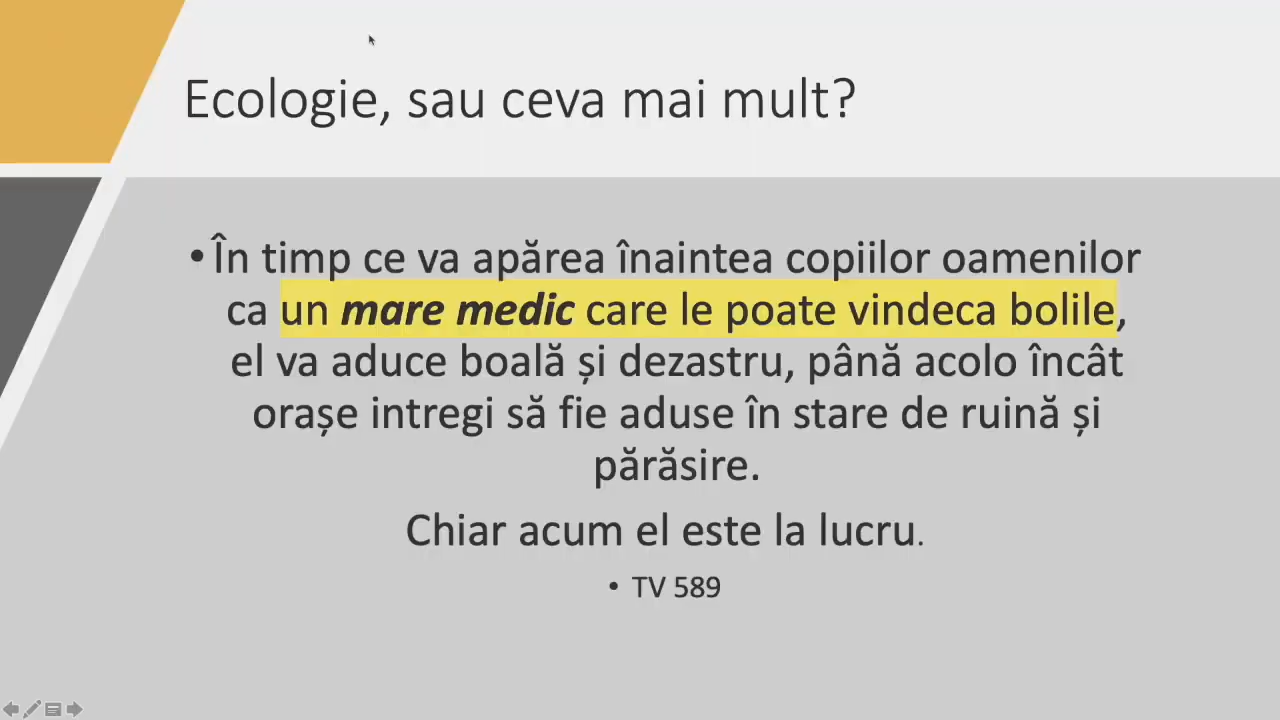 Ecologie, sau ceva mai mult?
• În timp ce va apărea înaintea copiilor oamenilor
ca un mare medic care le poate vindeca bolile,
el va aduce boală și dezastru, până acolo încât
orașe intregi să fie aduse în stare de ruină și
părăsire.
Chiar acum el este la lucru.
• TV 589